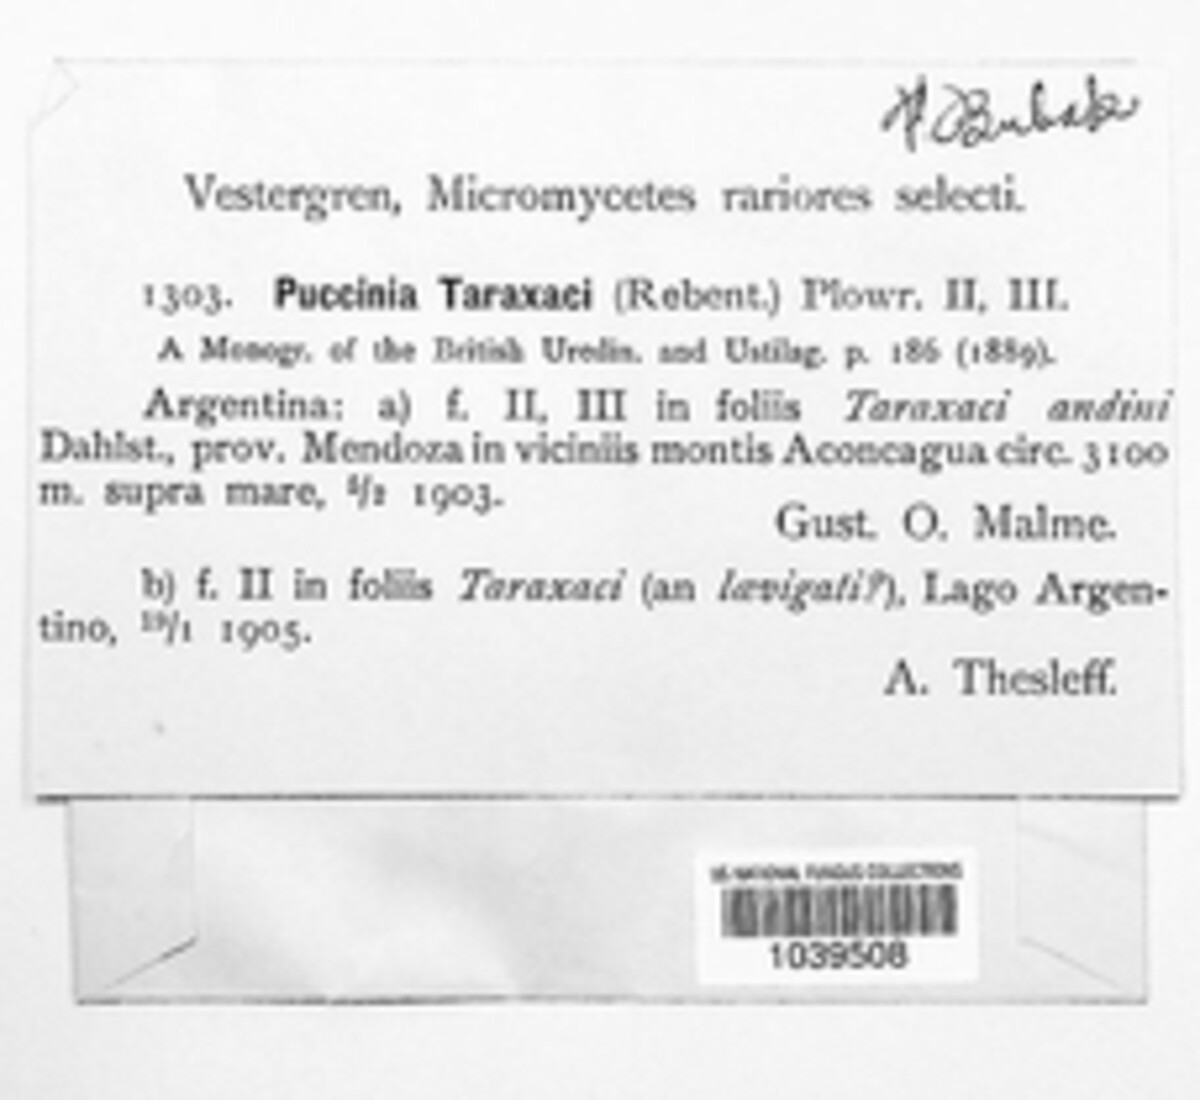 Vestergren, Micromycetes rariores selecti.
1303. Puccinia Taraxaci (Rebent.) Plowr. II, III.
A Monogr. of the British Uredin. and Ustilag. p. 186 (1889).
Argentina: a) f. II, III in foliis Taraxaci andini
Dahlst., prov. Mendoza in viciniis montis Aconcagua circ. 3100
m. supra mare, 1903.
Gust. O. Malme.
b) f. II in foliis Taraxaci (an lævigati?), Lago Argen-
tino, 19/1 1905.
A. Thesleff.
US NATIONAL FUNGUS COLLECTIONS
1039508